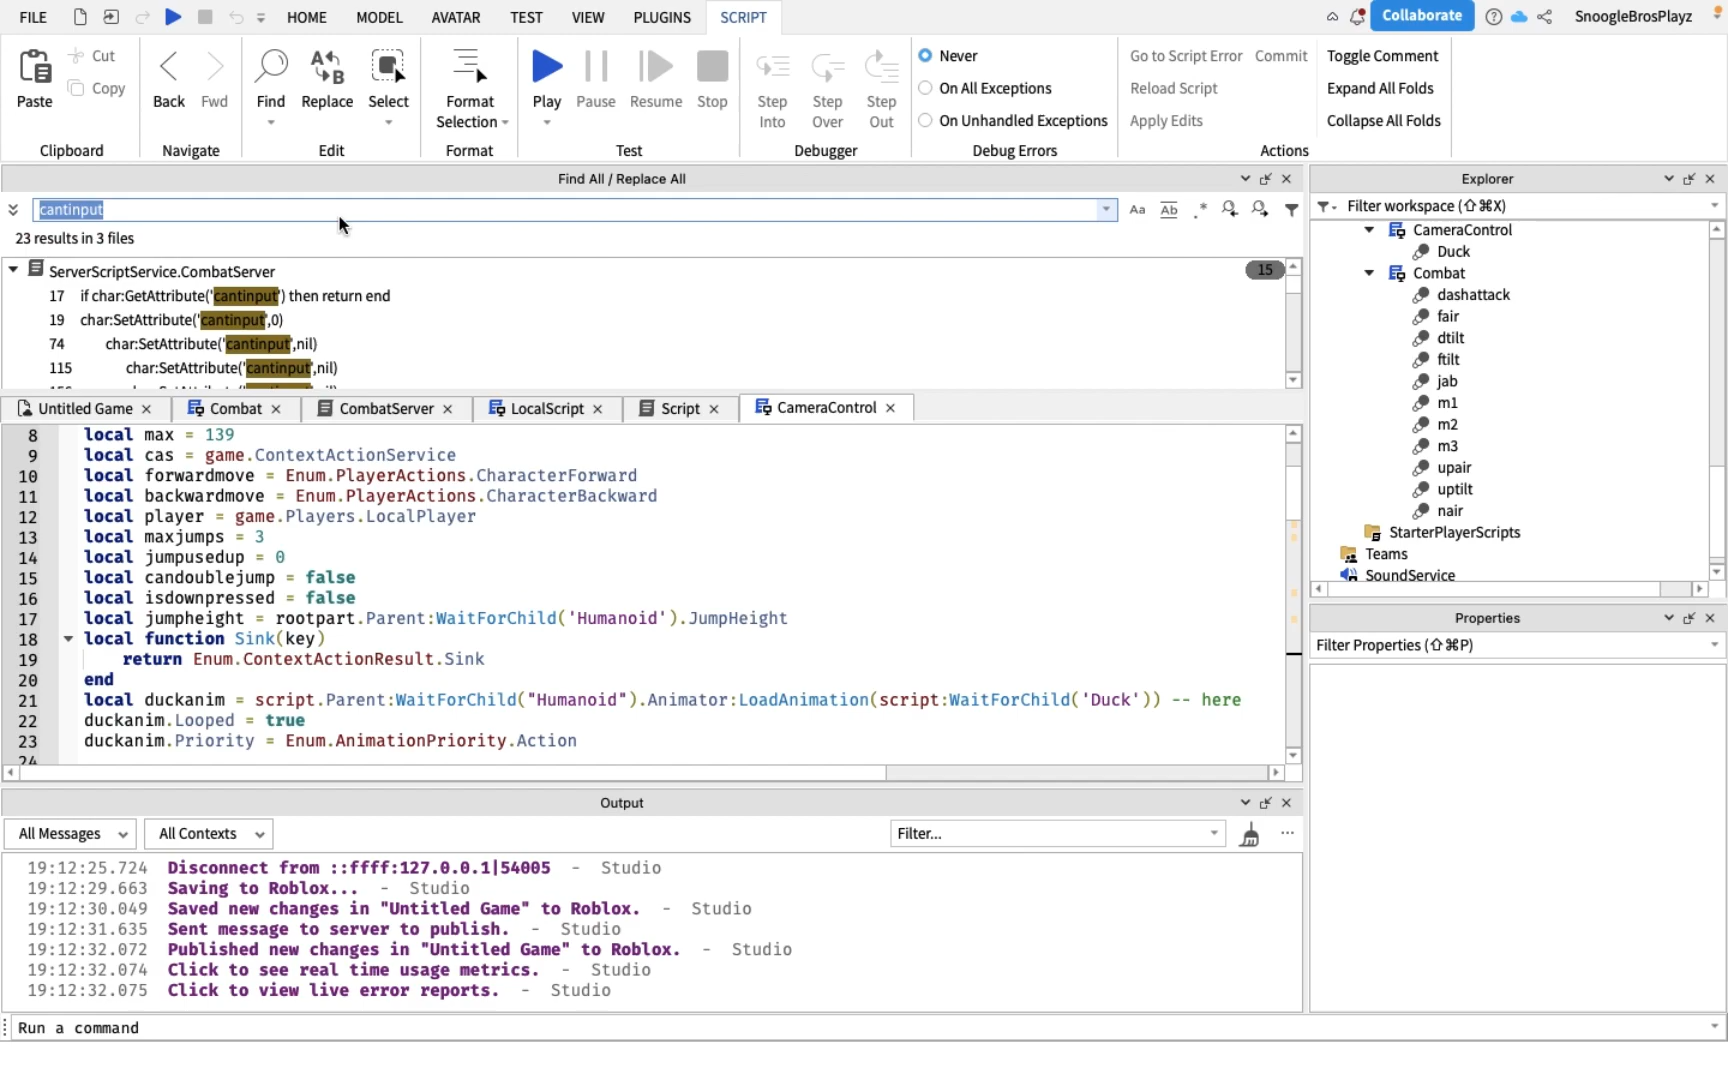 FILE HOME MODEL AVATAR TEST VIEW PLUGINS SCRIPT Collaborate SnoogleBrosPlayz
Paste Cut Copy
Clipboard
Back Fwd
Navigate
Find Replace Select
Edit
Format Selection
Format
Play Pause Resume Stop
Test
Step Into Step Over Step Out
Debugger
Never
On All Exceptions
On Unhandled Exceptions
Debug Errors
Go to Script Error Commit Toggle Comment
Reload Script Expand All Folds
Apply Edits Collapse All Folds
Actions
Find All / Replace All
cantinput
Aa Ab .*
23 results in 3 files
ServerScriptService.CombatServer 15
17 if char:GetAttribute('cantinput') then return end
19 char:SetAttribute('cantinput',0)
74 char:SetAttribute('cantinput',nil)
115 char:SetAttribute('cantinput',nil)
Untitled Game Combat CombatServer LocalScript Script CameraControl
8 local max = 139
9 local cas = game.ContextActionService
10 local forwardmove = Enum.PlayerActions.CharacterForward
11 local backwardmove = Enum.PlayerActions.CharacterBackward
12 local player = game.Players.LocalPlayer
13 local maxjumps = 3
14 local jumpusedup = 0
15 local candoublejump = false
16 local isdownpressed = false
17 local jumpheight = rootpart.Parent:WaitForChild('Humanoid').JumpHeight
18 local function Sink(key)
19 return Enum.ContextActionResult.Sink
20 end
21 local duckanim = script.Parent:WaitForChild("Humanoid").Animator:LoadAnimation(script:WaitForChild('Duck')) -- here
22 duckanim.Looped = true
23 duckanim.Priority = Enum.AnimationPriority.Action
24
Output
All Messages All Contexts Filter... ...
19:12:25.724 Disconnect from ::ffff:127.0.0.1|54005 - Studio
19:12:29.663 Saving to Roblox... - Studio
19:12:30.049 Saved new changes in "Untitled Game" to Roblox. - Studio
19:12:31.635 Sent message to server to publish. - Studio
19:12:32.072 Published new changes in "Untitled Game" to Roblox. - Studio
19:12:32.074 Click to see real time usage metrics. - Studio
19:12:32.075 Click to view live error reports. - Studio
Run a command
Explorer
Filter workspace (⇧⌘X)
CameraControl
Duck
Combat
dashattack
fair
dtilt
ftilt
jab
m1
m2
m3
upair
uptilt
nair
StarterPlayerScripts
Teams
SoundService
Properties
Filter Properties (⇧⌘P)